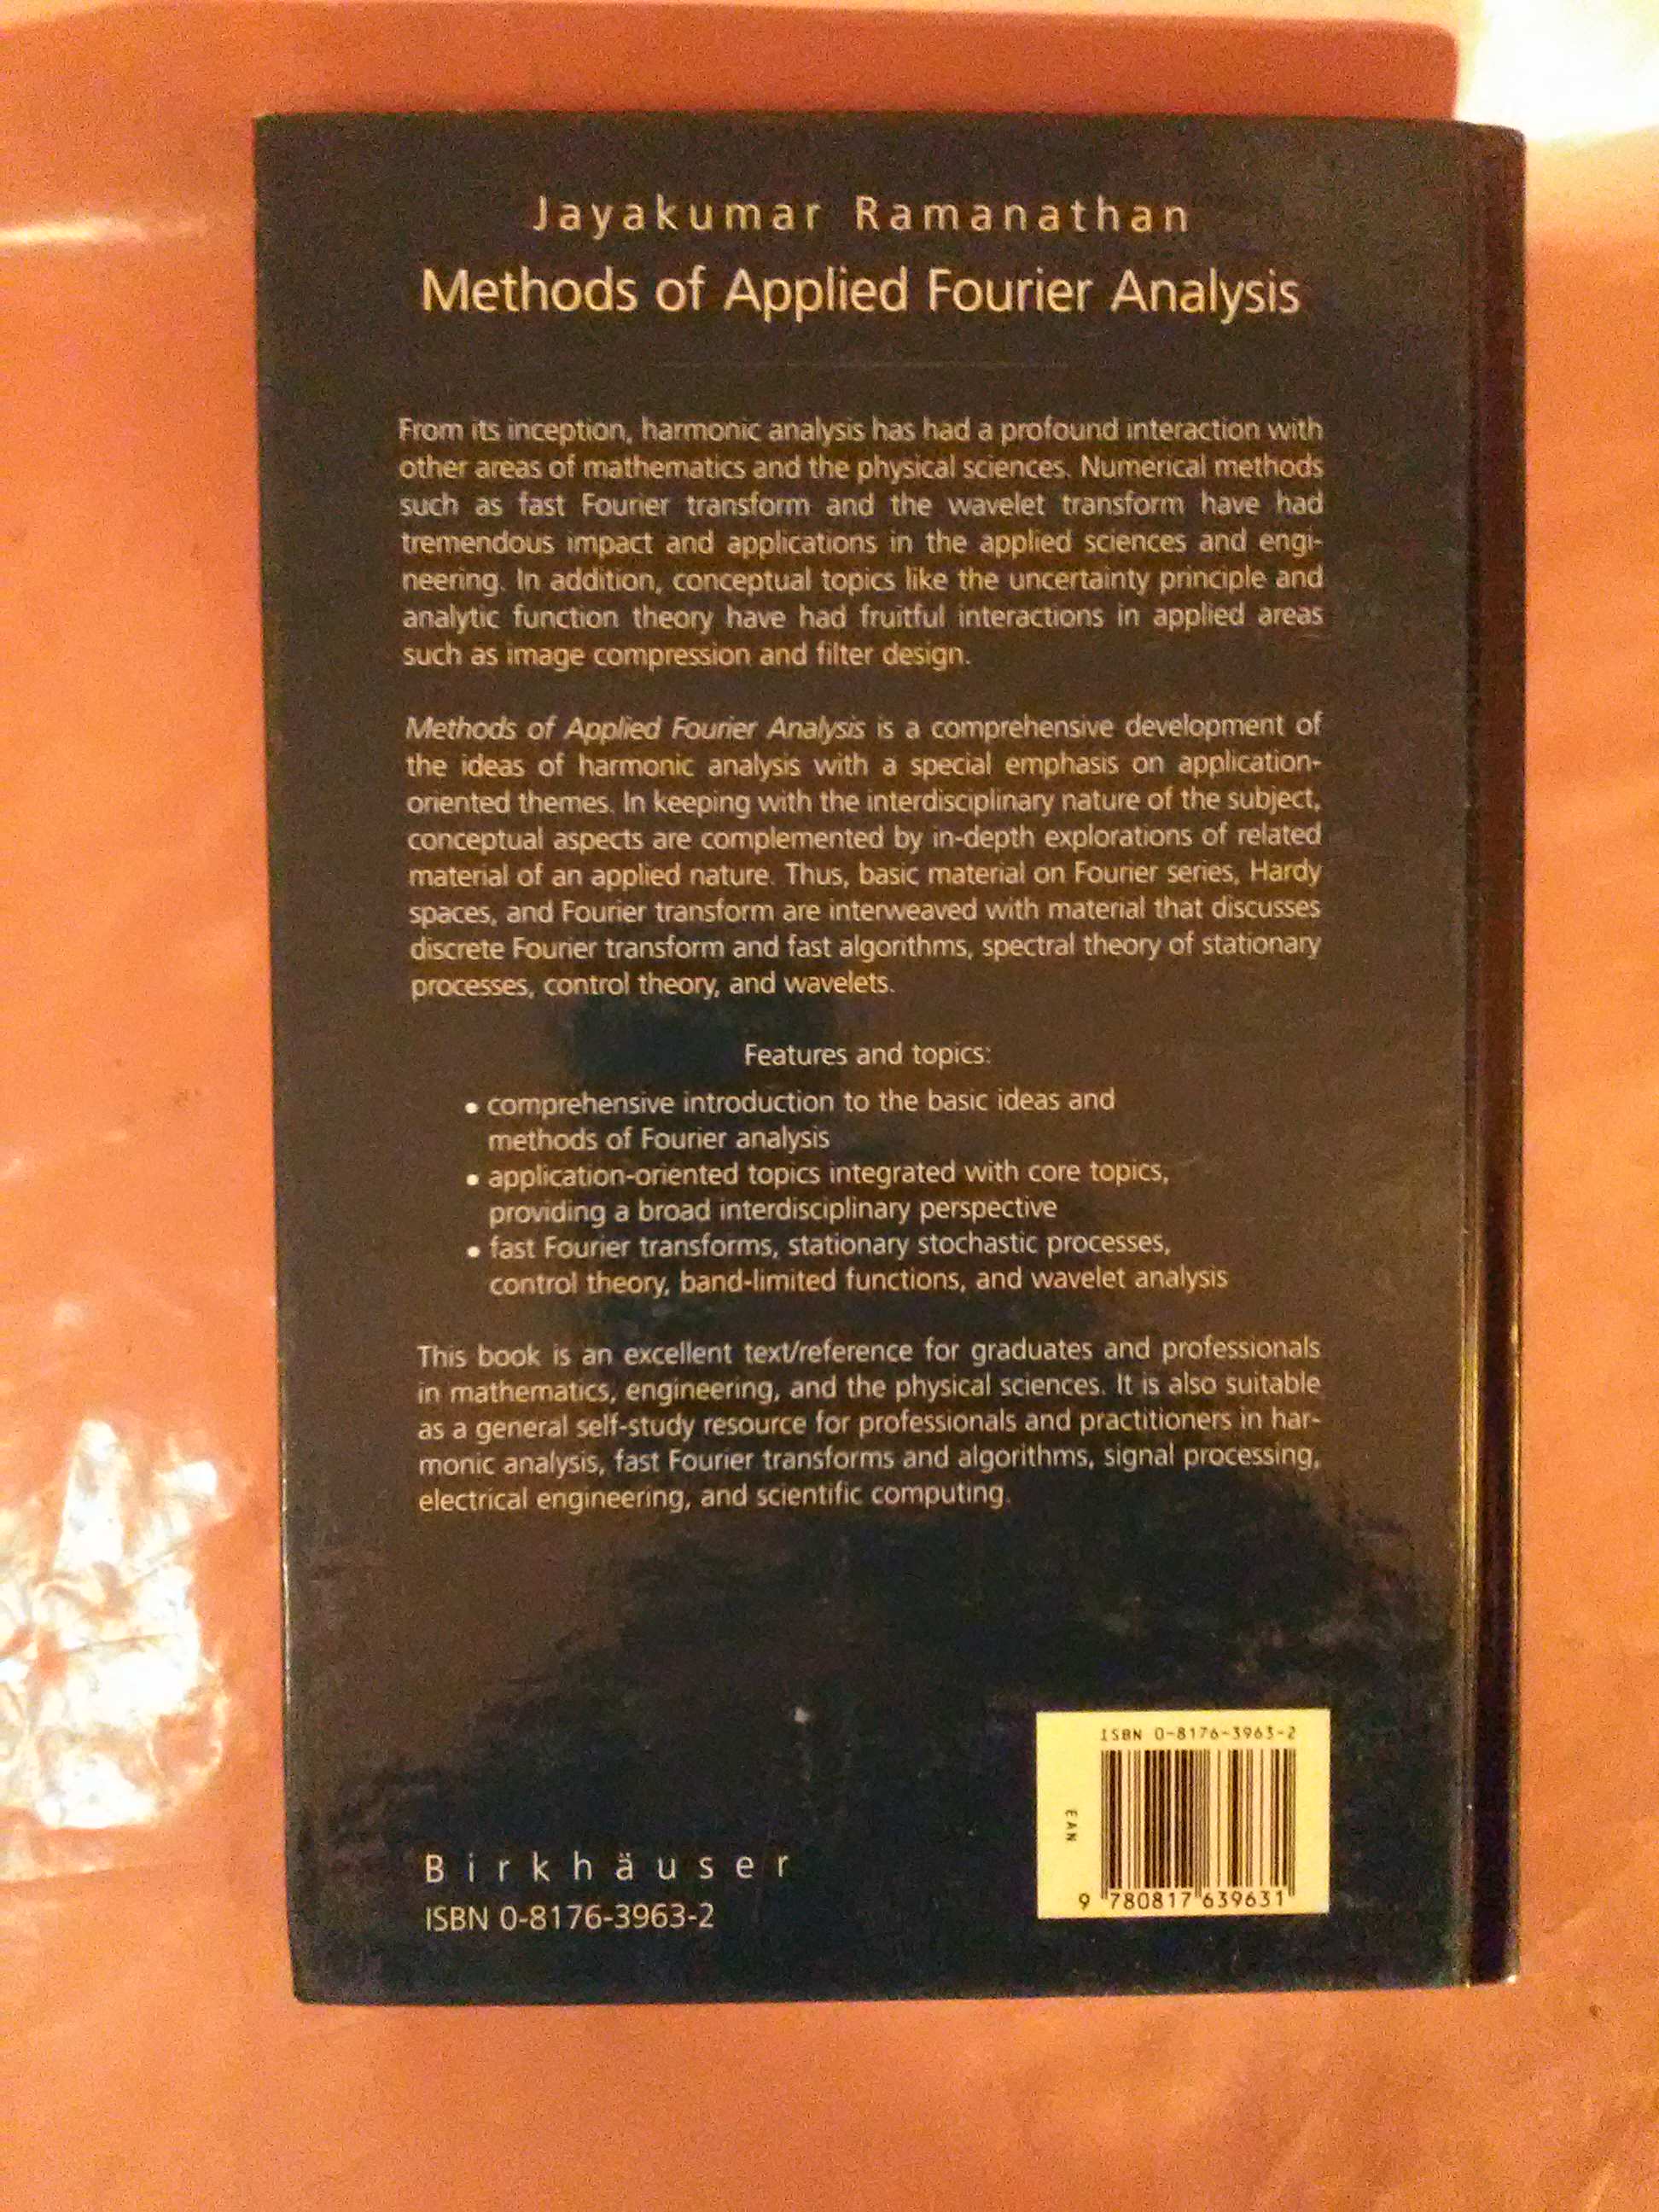 Jayakumar Ramanathan
Methods of Applied Fourier Analysis
From its inception, harmonic analysis has had a profound interaction with
other areas of mathematics and the physical sciences. Numerical methods
such as fast Fourier transform and the wavelet transform have had
tremendous impact and applications in the applied sciences and engi-
neering. In addition, conceptual topics like the uncertainty principle and
analytic function theory have had fruitful interactions in applied areas
such as image compression and filter design.
Methods of Applied Fourier Analysis is a comprehensive development of
the ideas of harmonic analysis with a special emphasis on application-
oriented themes. In keeping with the interdisciplinary nature of the subject,
conceptual aspects are complemented by in-depth explorations of related
material of an applied nature. Thus, basic material on Fourier series, Hardy
spaces, and Fourier transform are interweaved with material that discusses
discrete Fourier transform and fast algorithms, spectral theory of stationary
processes, control theory, and wavelets.
Features and topics:
• comprehensive introduction to the basic ideas and
methods of Fourier analysis
• application-oriented topics integrated with core topics,
providing a broad interdisciplinary perspective
• fast Fourier transforms, stationary stochastic processes,
control theory, band-limited functions, and wavelet analysis
This book is an excellent text/reference for graduates and professionals
in mathematics, engineering, and the physical sciences. It is also suitable
as a general self-study resource for professionals and practitioners in har-
monic analysis, fast Fourier transforms and algorithms, signal processing,
electrical engineering, and scientific computing.
ISBN 0-8176-3963-2
EAN
9 780817 639631
Birkhäuser
ISBN 0-8176-3963-2